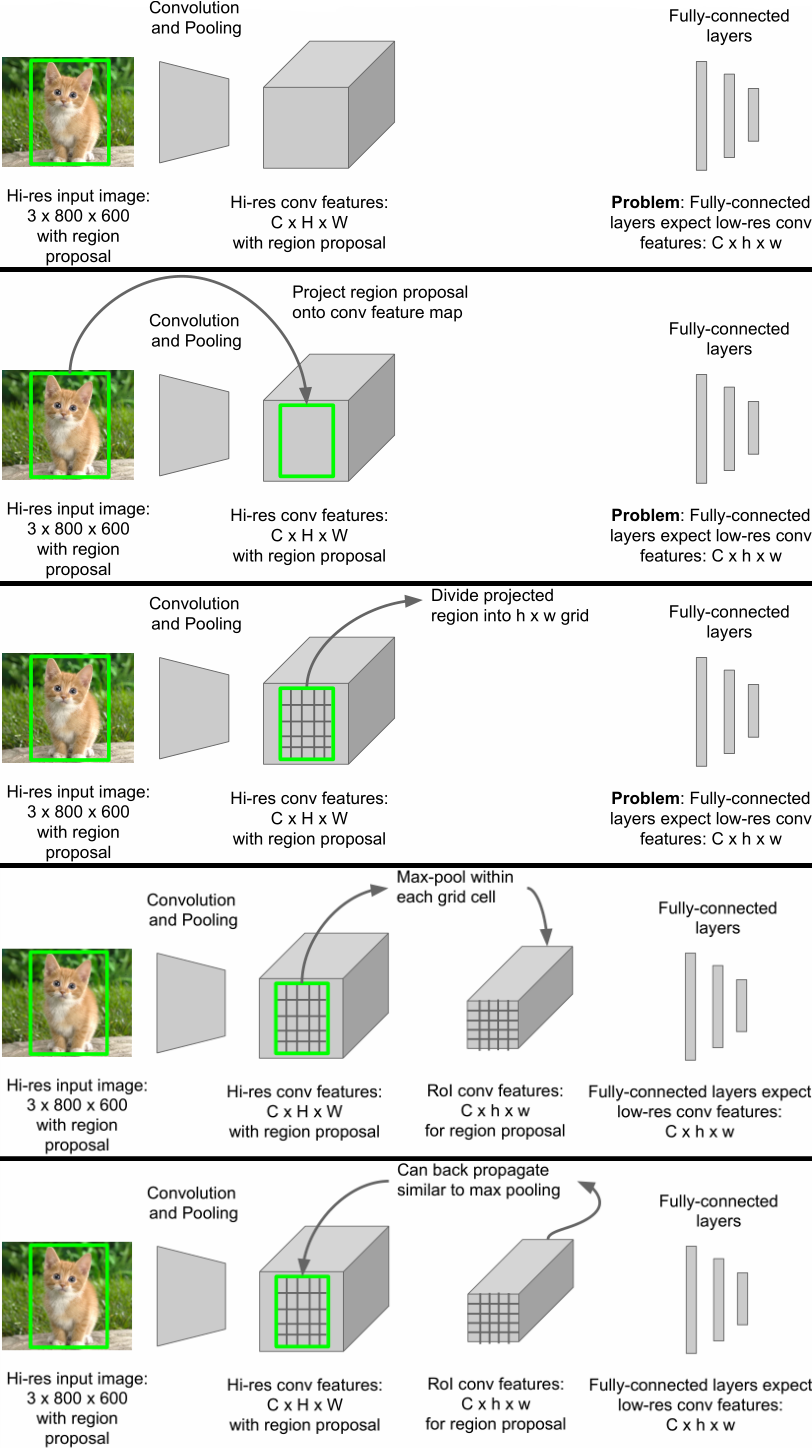 Convolution
and Pooling
Fully-connected
layers
Hi-res input image:
3 x 800 x 600
with region
proposal
Hi-res conv features:
C x H x W
with region proposal
Problem: Fully-connected
layers expect low-res conv
features: C x h x w
Project region proposal
onto conv feature map
Convolution
and Pooling
Fully-connected
layers
Hi-res input image:
3 x 800 x 600
with region
proposal
Hi-res conv features:
C x H x W
with region proposal
Problem: Fully-connected
layers expect low-res conv
features: C x h x w
Divide projected
region into h x w grid
Convolution
and Pooling
Fully-connected
layers
Hi-res input image:
3 x 800 x 600
with region
proposal
Hi-res conv features:
C x H x W
with region proposal
Problem: Fully-connected
layers expect low-res conv
features: C x h x w
Max-pool within
each grid cell
Convolution
and Pooling
Fully-connected
layers
Hi-res input image:
3 x 800 x 600
with region
proposal
Hi-res conv features:
C x H x W
with region proposal
RoI conv features:
C x h x w
for region proposal
Fully-connected layers expect
low-res conv features:
C x h x w
Can back propagate
similar to max pooling
Convolution
and Pooling
Fully-connected
layers
Hi-res input image:
3 x 800 x 600
with region
proposal
Hi-res conv features:
C x H x W
with region proposal
RoI conv features:
C x h x w
for region proposal
Fully-connected layers expect
low-res conv features:
C x h x w